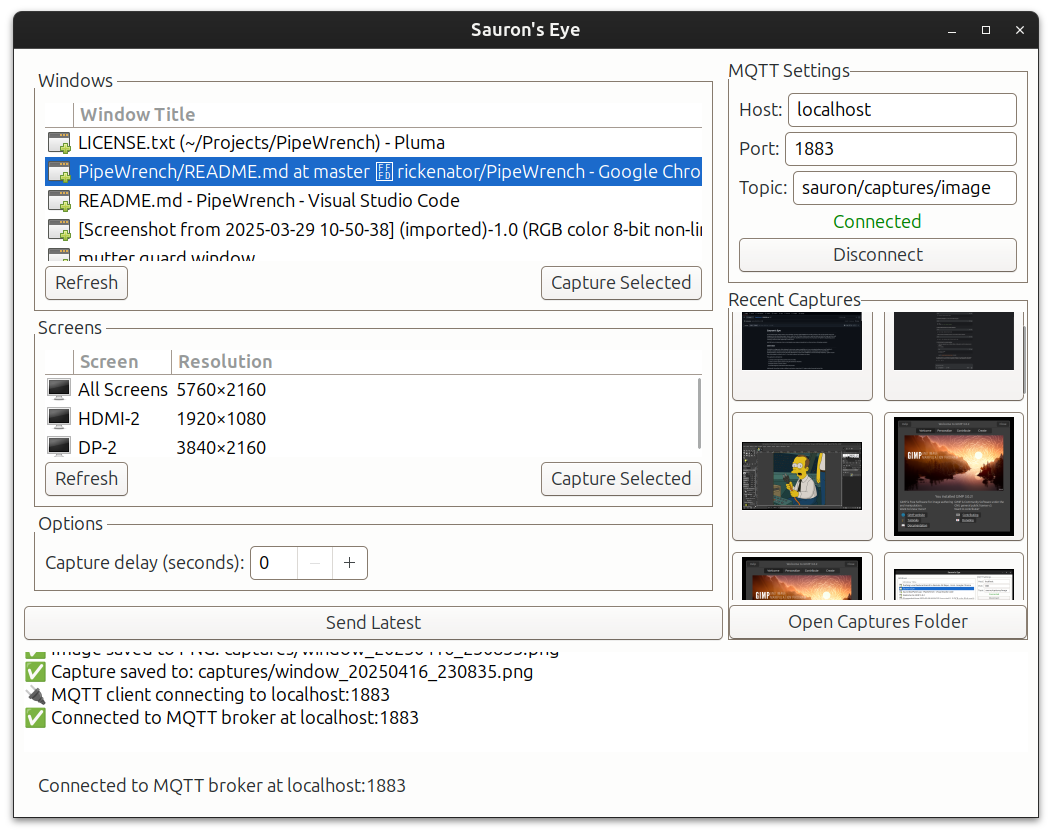 Sauron's Eye
Windows
Window Title
LICENSE.txt (~/Projects/PipeWrench) - Pluma
PipeWrench/README.md at master � rickenator/PipeWrench - Google Chro
README.md - PipeWrench - Visual Studio Code
[Screenshot from 2025-03-29 10-50-38] (imported)-1.0 (RGB color 8-bit non-lin
mutter guard window
Refresh
Capture Selected
Screens
Screen Resolution
All Screens 5760×2160
HDMI-2 1920×1080
DP-2 3840×2160
Refresh
Capture Selected
Options
Capture delay (seconds): 0 − +
Send Latest
MQTT Settings
Host: localhost
Port: 1883
Topic: sauron/captures/image
Connected
Disconnect
Recent Captures
GIMP
Open Captures Folder
✅ Image saved to PNG: captures/window_20250416_230835.png
✅ Capture saved to: captures/window_20250416_230835.png
🔌 MQTT client connecting to localhost:1883
✅ Connected to MQTT broker at localhost:1883
Connected to MQTT broker at localhost:1883